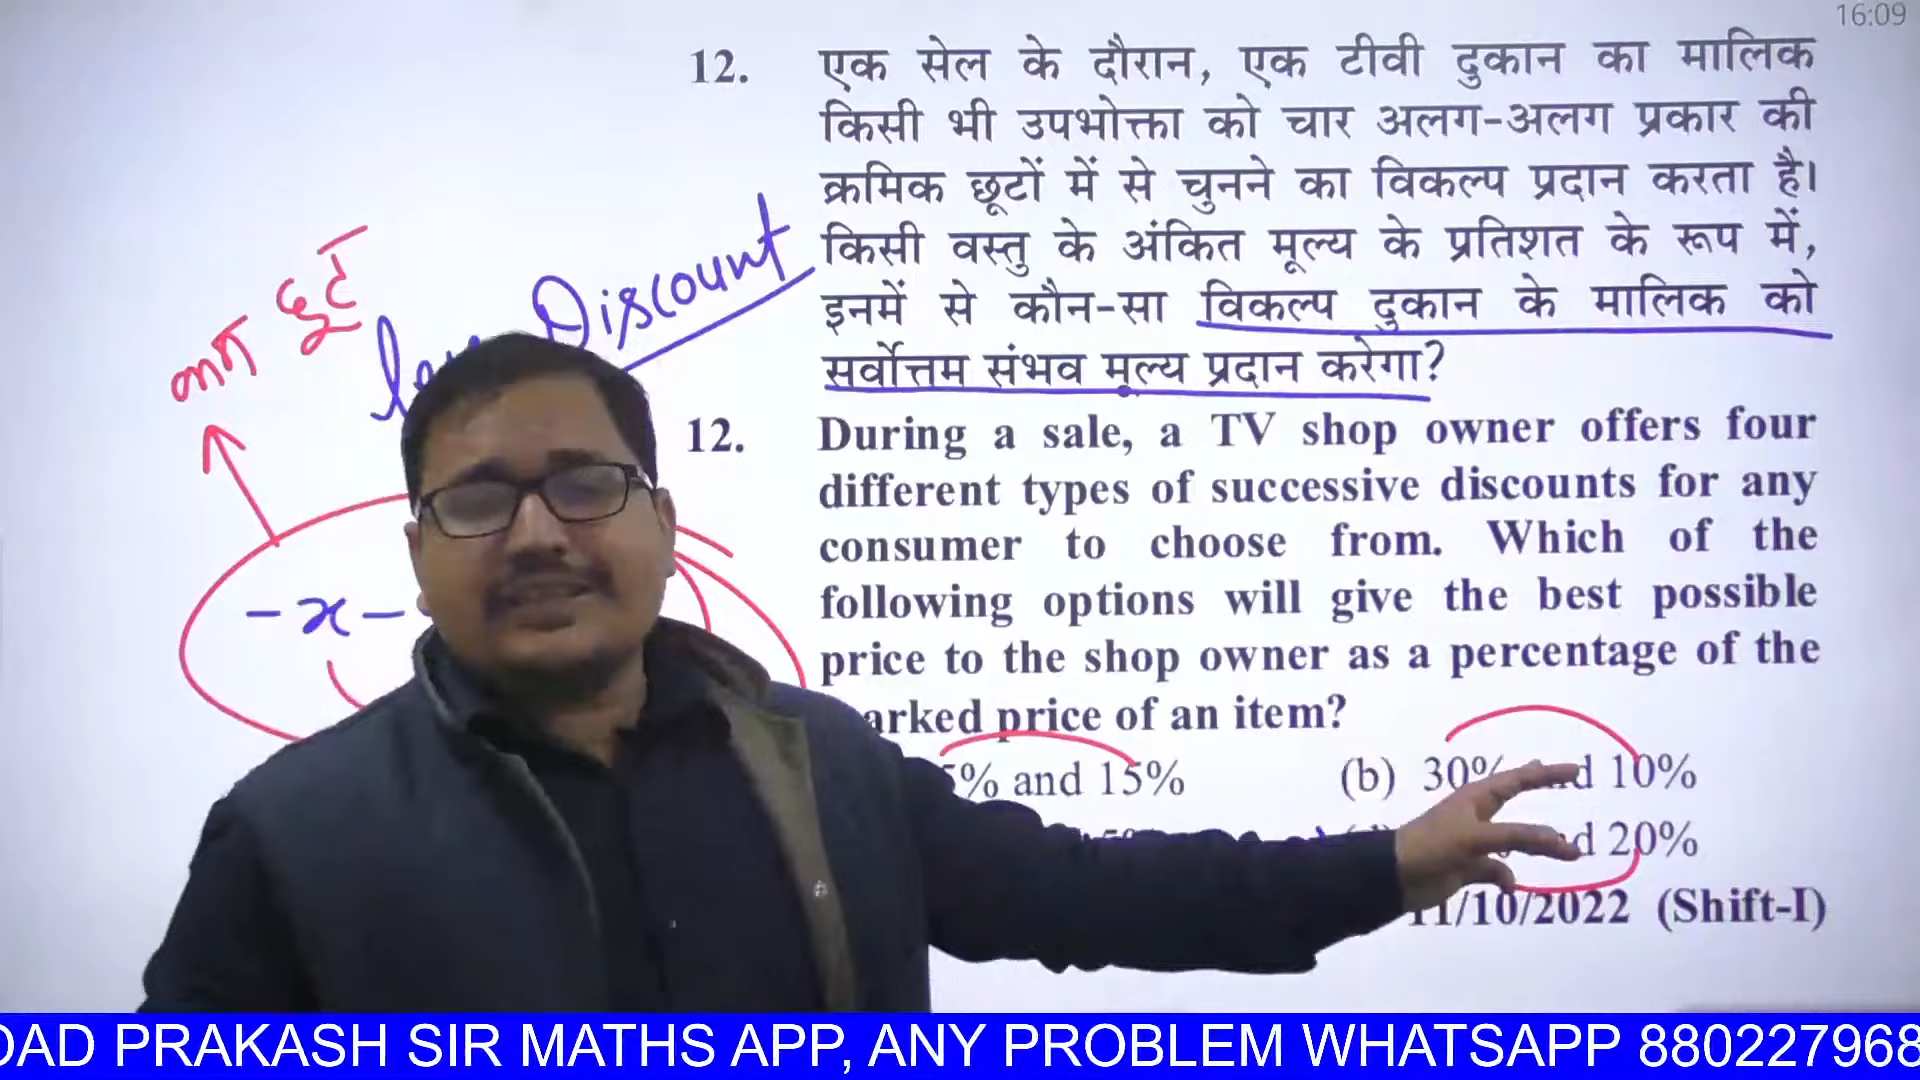 16:09
12. एक सेल के दौरान, एक टीवी दुकान का मालिक
किसी भी उपभोक्ता को चार अलग-अलग प्रकार की
क्रमिक छूटों में से चुनने का विकल्प प्रदान करता है।
किसी वस्तु के अंकित मूल्य के प्रतिशत के रूप में,
इनमें से कौन-सा विकल्प दुकान के मालिक को
सर्वोत्तम संभव मूल्य प्रदान करेगा?
छूट
Discount
- x -
12. During a sale, a TV shop owner offers four
different types of successive discounts for any
consumer to choose from. Which of the
following options will give the best possible
price to the shop owner as a percentage of the
price of an item?
and 15%
(b) 30% 10%
20%
11/10/2022 (Shift-I)
PRAKASH SIR MATHS APP, ANY PROBLEM WHATSAPP 880227968